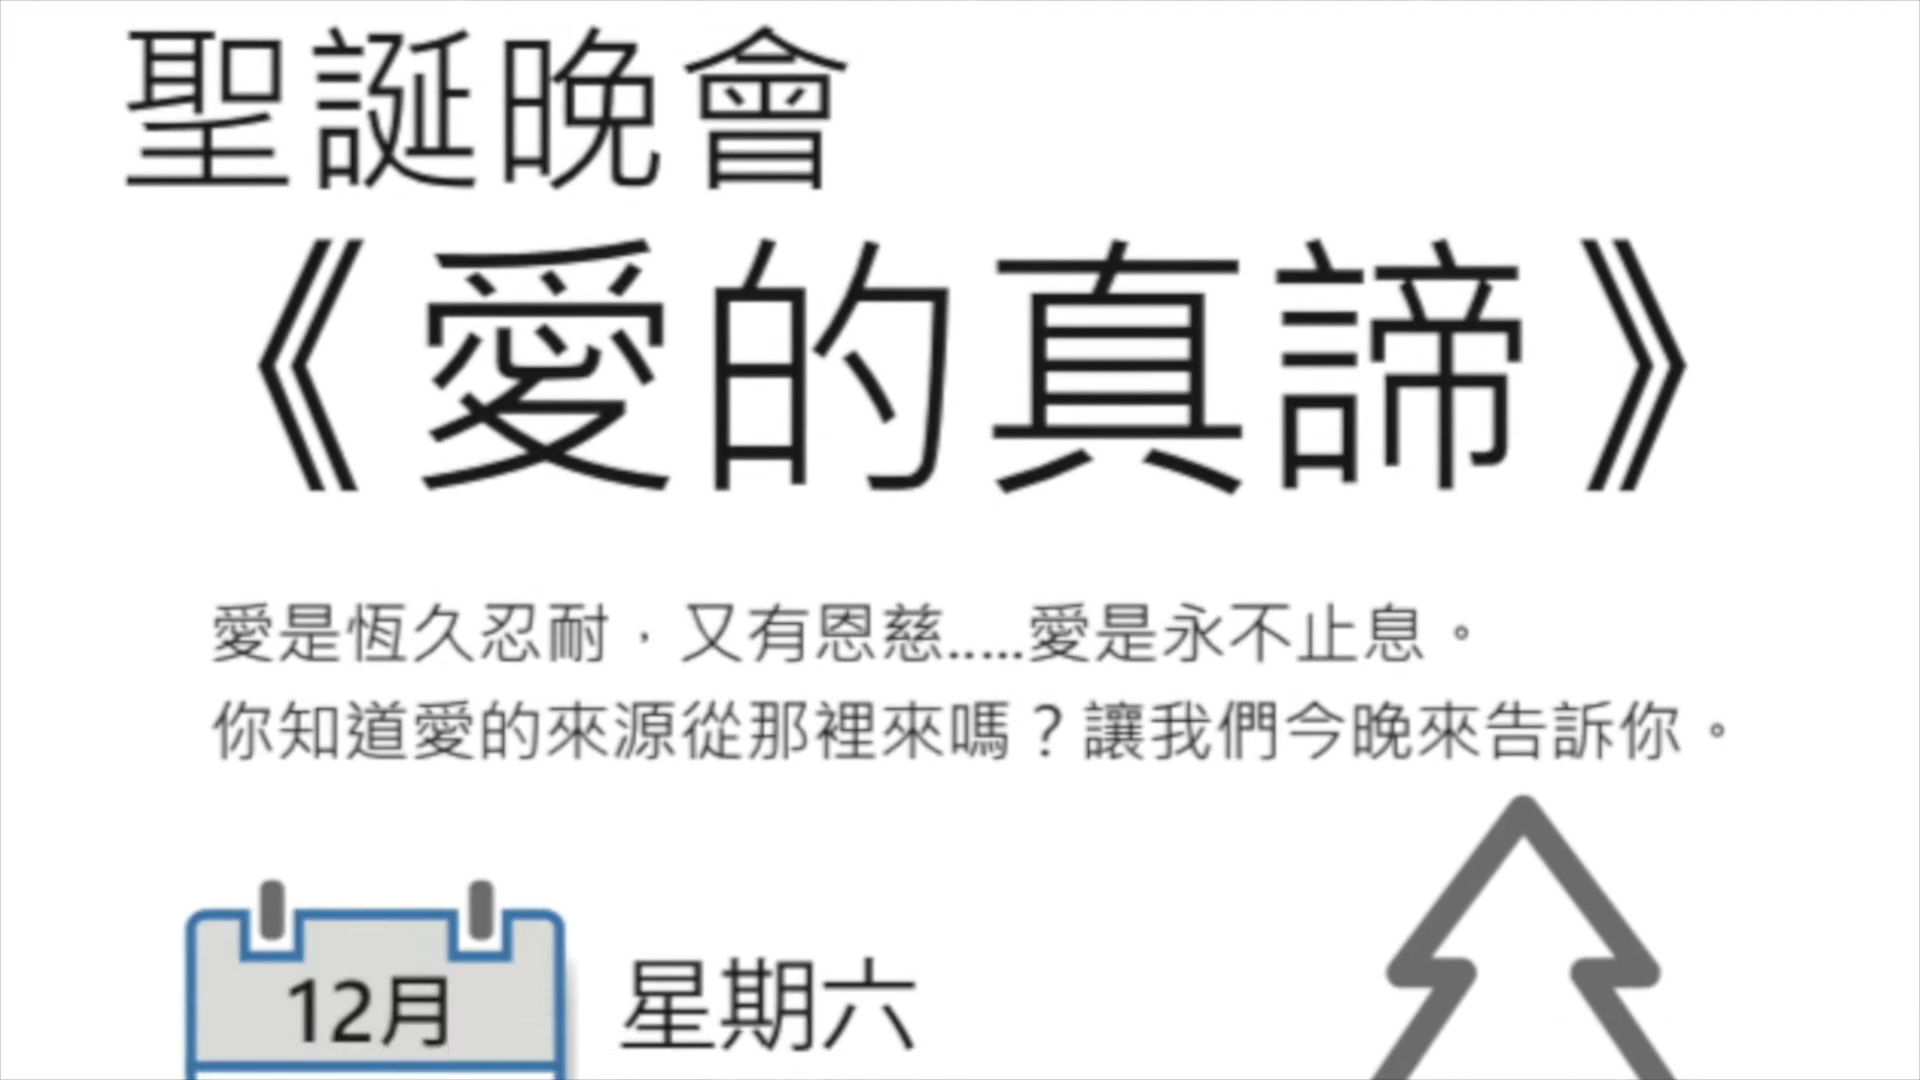 聖誕晚會
《愛的真諦》
愛是恆久忍耐，又有恩慈.....愛是永不止息。
你知道愛的來源從那裡來嗎？讓我們今晚來告訴你。
12月
星期六